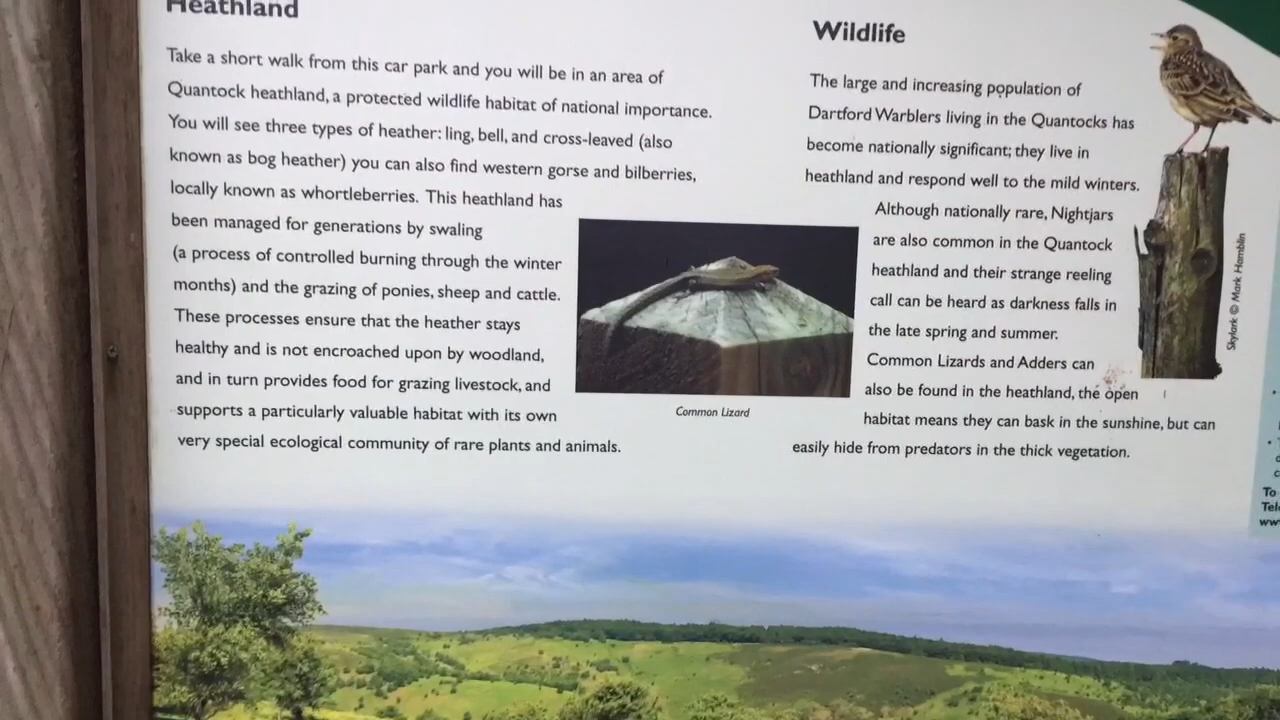 Heathland
Take a short walk from this car park and you will be in an area of
Quantock heathland, a protected wildlife habitat of national importance.
You will see three types of heather: ling, bell, and cross-leaved (also
known as bog heather) you can also find western gorse and bilberries,
locally known as whortleberries. This heathland has
been managed for generations by swaling
(a process of controlled burning through the winter
months) and the grazing of ponies, sheep and cattle.
These processes ensure that the heather stays
healthy and is not encroached upon by woodland,
and in turn provides food for grazing livestock, and
supports a particularly valuable habitat with its own
very special ecological community of rare plants and animals.
Common Lizard
Wildlife
The large and increasing population of
Dartford Warblers living in the Quantocks has
become nationally significant; they live in
heathland and respond well to the mild winters.
Although nationally rare, Nightjars
are also common in the Quantock
heathland and their strange reeling
call can be heard as darkness falls in
the late spring and summer.
Common Lizards and Adders can
also be found in the heathland, the open
habitat means they can bask in the sunshine, but can
easily hide from predators in the thick vegetation.
Skylark © Mark Hamblin
To